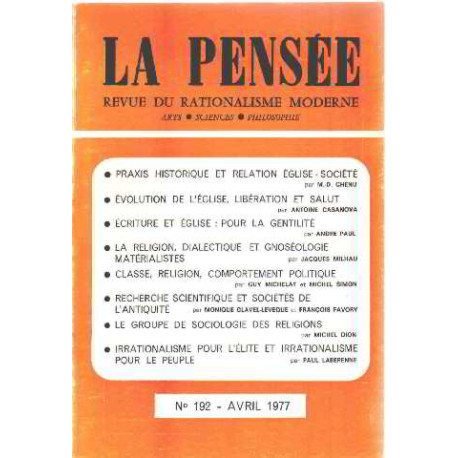 LA PENSÉE
REVUE DU RATIONALISME MODERNE
ARTS ● SCIENCES ● PHILOSOPHIE
● PRAXIS HISTORIQUE ET RELATION ÉGLISE - SOCIÉTÉ
par M.-D. CHENU
● ÉVOLUTION DE L'ÉGLISE, LIBÉRATION ET SALUT
par ANTOINE CASANOVA
● ÉCRITURE ET ÉGLISE : POUR LA GENTILITÉ
par ANDRE PAUL
● LA RELIGION, DIALECTIQUE ET GNOSÉOLOGIE
MATÉRIALISTES par JACQUES MILHAU
● CLASSE, RELIGION, COMPORTEMENT POLITIQUE
par GUY MICHELAT et MICHEL SIMON
● RECHERCHE SCIENTIFIQUE ET SOCIÉTÉS DE
L'ANTIQUITÉ par MONIQUE CLAVEL-LEVEQUE et FRANÇOIS FAVORY
● LE GROUPE DE SOCIOLOGIE DES RELIGIONS
par MICHEL DION
● IRRATIONALISME POUR L'ÉLITE ET IRRATIONALISME
POUR LE PEUPLE par PAUL LABERENNE
Nº 192 - AVRIL 1977